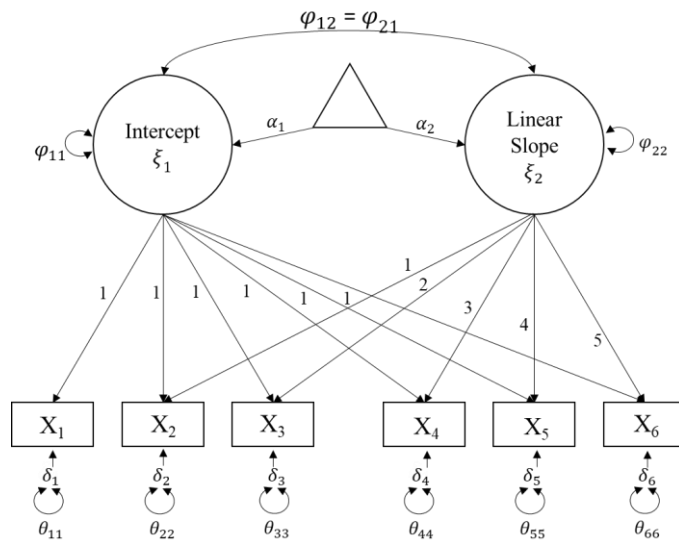 φ₁₂ = φ₂₁
Intercept
ξ₁
α₁
α₂
Linear
Slope
ξ₂
φ₁₁
φ₂₂
1
1
1
1
1
1
1
2
3
4
5
X₁
X₂
X₃
X₄
X₅
X₆
δ₁
δ₂
δ₃
δ₄
δ₅
δ₆
θ₁₁
θ₂₂
θ₃₃
θ₄₄
θ₅₅
θ₆₆